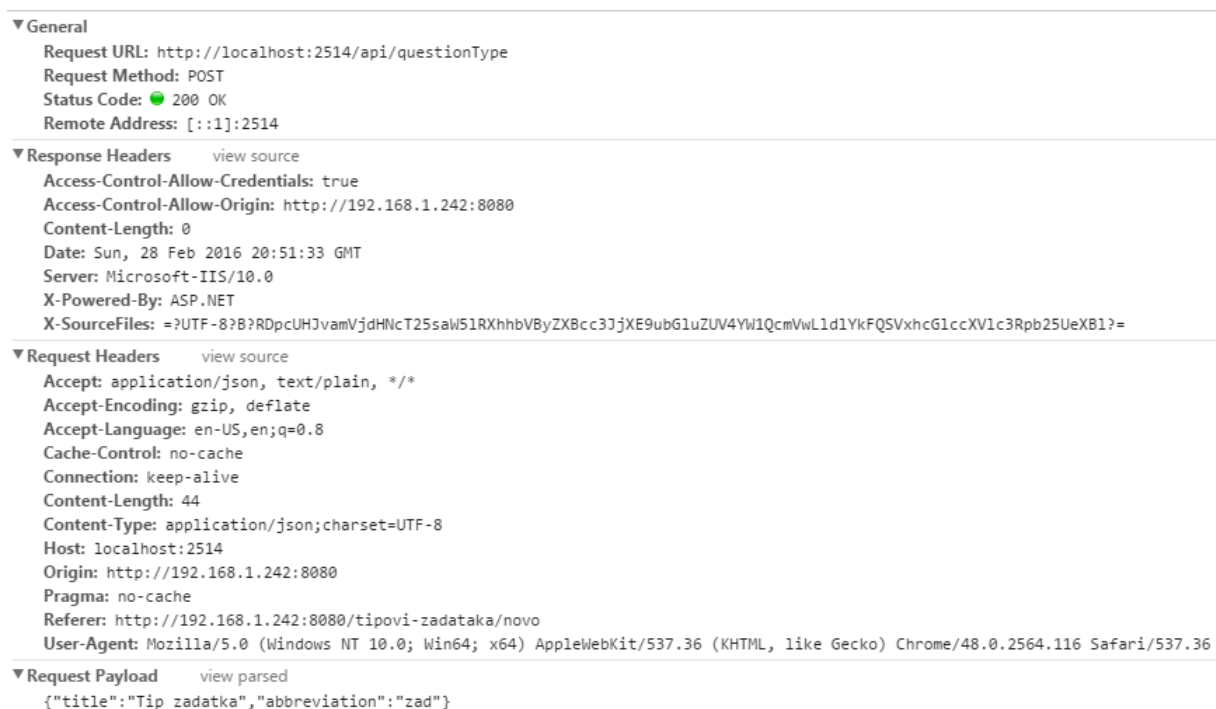 ▼General
Request URL: http://localhost:2514/api/questionType
Request Method: POST
Status Code: 200 OK
Remote Address: [::1]:2514
▼Response Headers view source
Access-Control-Allow-Credentials: true
Access-Control-Allow-Origin: http://192.168.1.242:8080
Content-Length: 0
Date: Sun, 28 Feb 2016 20:51:33 GMT
Server: Microsoft-IIS/10.0
X-Powered-By: ASP.NET
X-SourceFiles: =?UTF-8?B?RDpcUHJvamVjdHNcT25saW5lRXhhbVByZXBcc3JjXE9ubGluZUV4YW1QcmVwLldlYkFQSVxhcGlccXVlc3Rpb25UeXBl?=
▼Request Headers view source
Accept: application/json, text/plain, */*
Accept-Encoding: gzip, deflate
Accept-Language: en-US,en;q=0.8
Cache-Control: no-cache
Connection: keep-alive
Content-Length: 44
Content-Type: application/json;charset=UTF-8
Host: localhost:2514
Origin: http://192.168.1.242:8080
Pragma: no-cache
Referer: http://192.168.1.242:8080/tipovi-zadataka/novo
User-Agent: Mozilla/5.0 (Windows NT 10.0; Win64; x64) AppleWebKit/537.36 (KHTML, like Gecko) Chrome/48.0.2564.116 Safari/537.36
▼Request Payload view parsed
{"title":"Tip zadatka","abbreviation":"zad"}